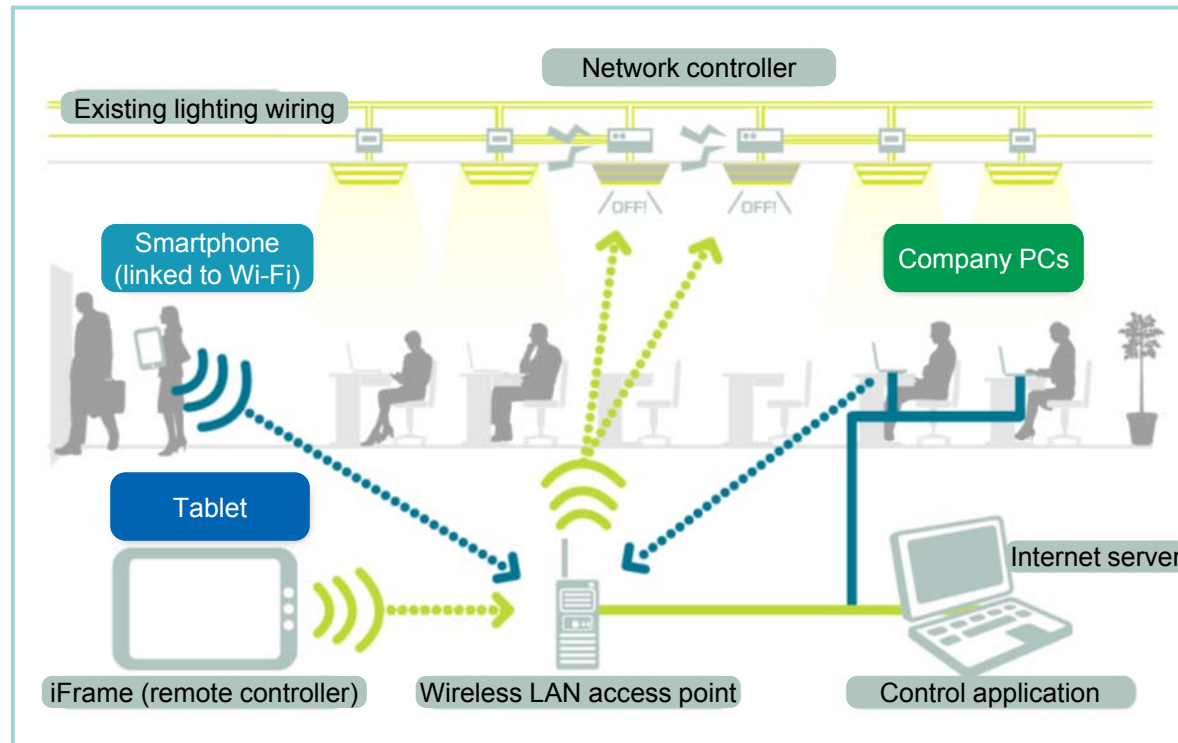 Network controller
Existing lighting wiring
OFF!
OFF!
Smartphone
(linked to Wi-Fi)
Company PCs
Tablet
Internet server
iFrame (remote controller)
Wireless LAN access point
Control application